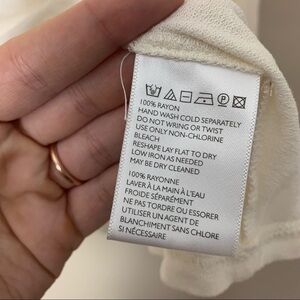 100% RAYON
HAND WASH COLD SEPARATELY
DO NOT WRING OR TWIST
USE ONLY NON-CHLORINE
BLEACH
RESHAPE LAY FLAT TO DRY
LOW IRON AS NEEDED
MAY BE DRY CLEANED
100% RAYONNE
LAVER À LA MAIN À L'EAU
FROIDE SÉPARÉMENT
NE PAS TORDRE OU ESSORER
UTILISER UN AGENT DE
BLANCHIMENT SANS CHLORE
SI NÉCESSAIRE